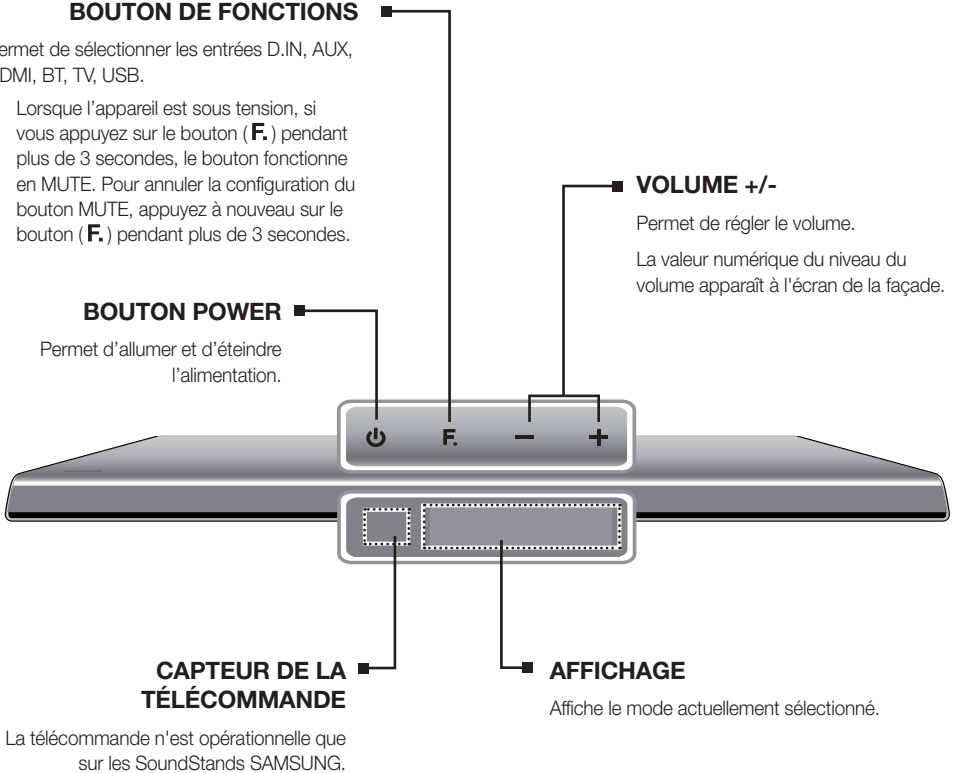 BOUTON DE FONCTIONS
ermet de sélectionner les entrées D.IN, AUX,
DMI, BT, TV, USB.
Lorsque l’appareil est sous tension, si
vous appuyez sur le bouton (F.) pendant
plus de 3 secondes, le bouton fonctionne
en MUTE. Pour annuler la configuration du
bouton MUTE, appuyez à nouveau sur le
bouton (F.) pendant plus de 3 secondes.
VOLUME +/-
Permet de régler le volume.
La valeur numérique du niveau du
volume apparaît à l'écran de la façade.
BOUTON POWER
Permet d’allumer et d’éteindre
l’alimentation.
F. − +
CAPTEUR DE LA
TÉLÉCOMMANDE
La télécommande n'est opérationnelle que
sur les SoundStands SAMSUNG.
AFFICHAGE
Affiche le mode actuellement sélectionné.